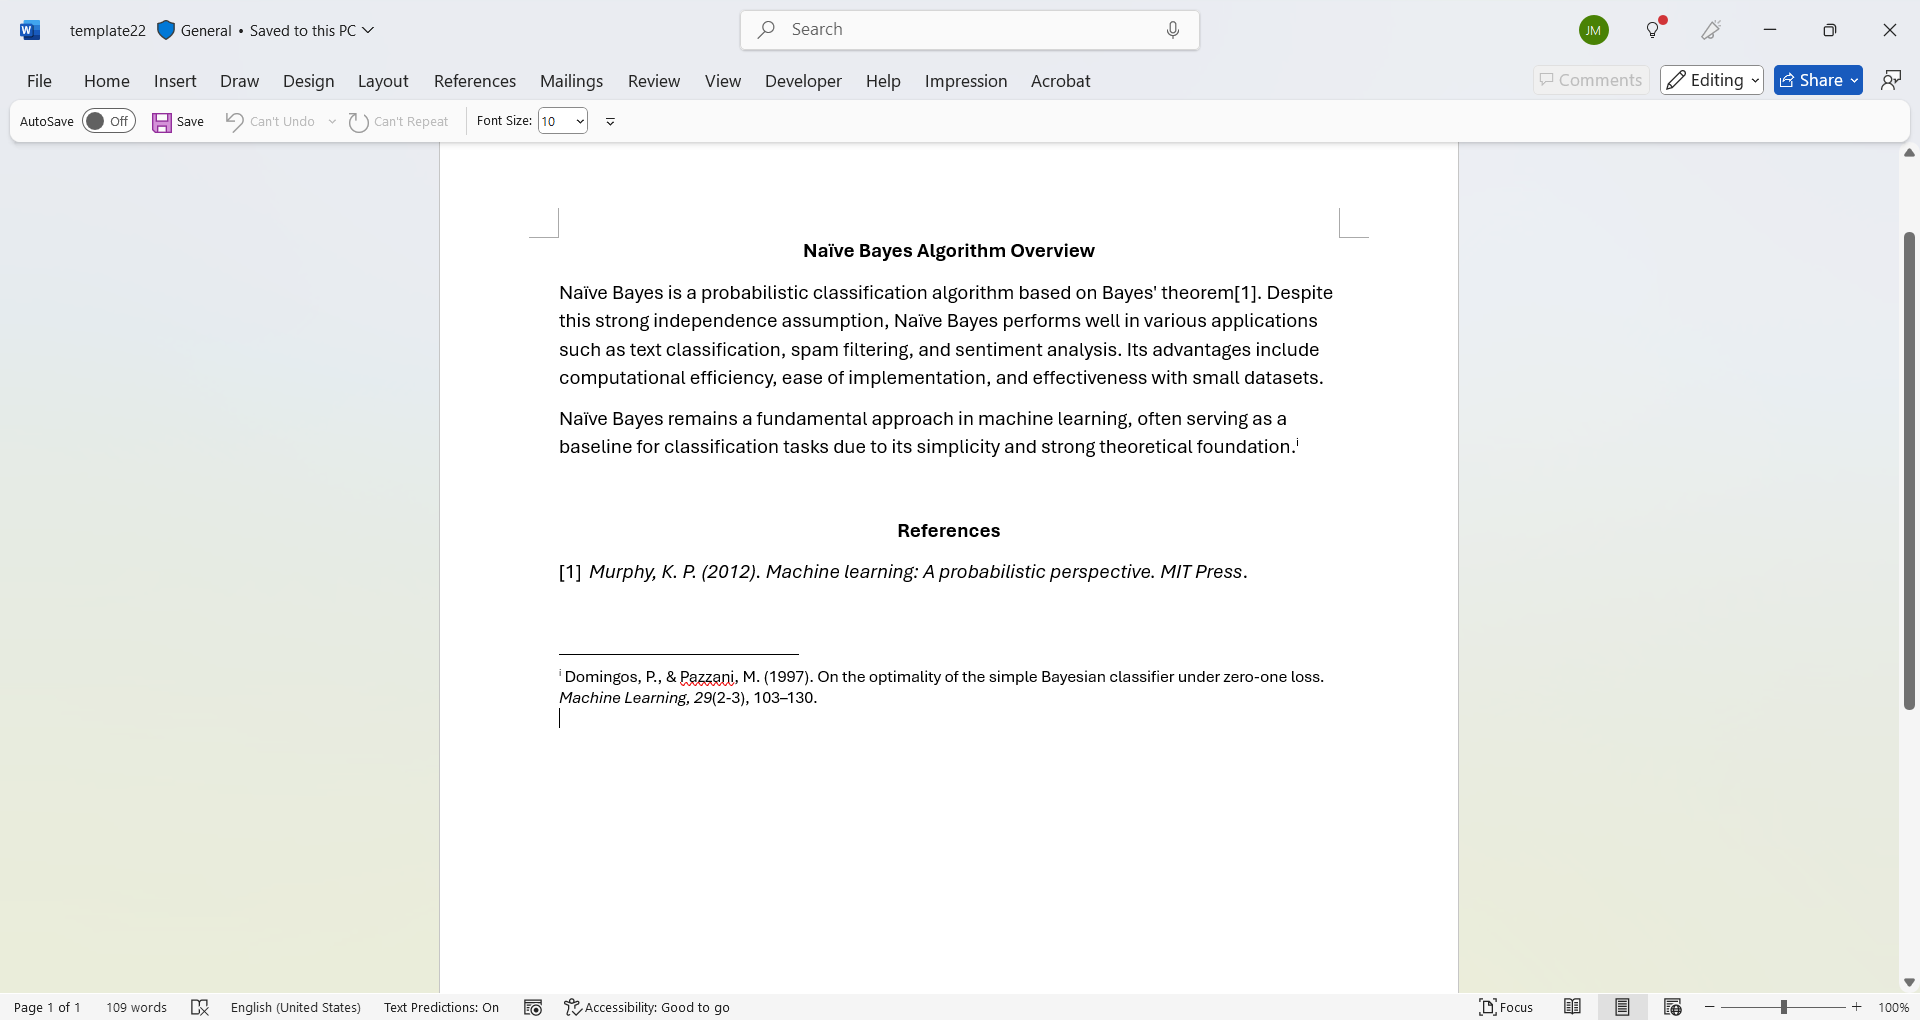 template22 General • Saved to this PC
Search
JM
File Home Insert Draw Design Layout References Mailings Review View Developer Help Impression Acrobat
Comments Editing Share
AutoSave Off Save Can't Undo Can't Repeat Font Size: 10
Naïve Bayes Algorithm Overview
Naïve Bayes is a probabilistic classification algorithm based on Bayes' theorem[1]. Despite
this strong independence assumption, Naïve Bayes performs well in various applications
such as text classification, spam filtering, and sentiment analysis. Its advantages include
computational efficiency, ease of implementation, and effectiveness with small datasets.
Naïve Bayes remains a fundamental approach in machine learning, often serving as a
baseline for classification tasks due to its simplicity and strong theoretical foundation.i
References
[1] Murphy, K. P. (2012). Machine learning: A probabilistic perspective. MIT Press.
i Domingos, P., & Pazzani, M. (1997). On the optimality of the simple Bayesian classifier under zero-one loss.
Machine Learning, 29(2-3), 103–130.
Page 1 of 1 109 words English (United States) Text Predictions: On Accessibility: Good to go Focus 100%